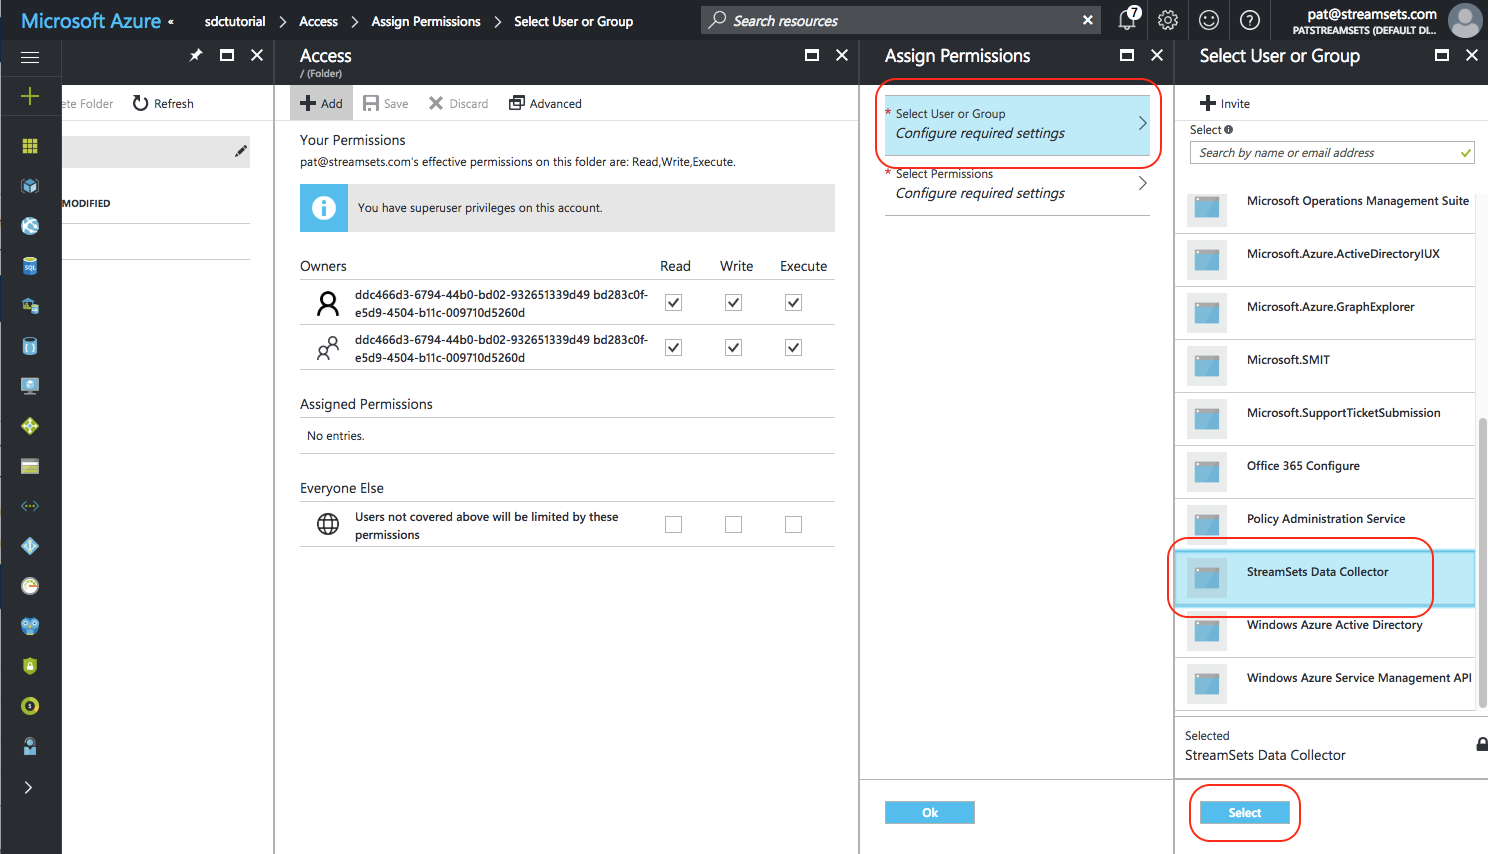 Microsoft Azure «
sdctutorial > Access > Assign Permissions > Select User or Group
Search resources
7
pat@streamsets.com
PATSTREAMSETS (DEFAULT DI...
ete Folder
Refresh
MODIFIED
SQL
Access
/ (Folder)
Add
Save
Discard
Advanced
Your Permissions
pat@streamsets.com's effective permissions on this folder are: Read,Write,Execute.
You have superuser privileges on this account.
Owners Read Write Execute
ddc466d3-6794-44b0-bd02-932651339d49 bd283c0f-
e5d9-4504-b11c-009710d5260d
ddc466d3-6794-44b0-bd02-932651339d49 bd283c0f-
e5d9-4504-b11c-009710d5260d
Assigned Permissions
No entries.
Everyone Else
Users not covered above will be limited by these
permissions
Assign Permissions
* Select User or Group
Configure required settings
* Select Permissions
Configure required settings
Ok
Select User or Group
Invite
Select
Search by name or email address
Microsoft Operations Management Suite
Microsoft.Azure.ActiveDirectoryIUX
Microsoft.Azure.GraphExplorer
Microsoft.SMIT
Microsoft.SupportTicketSubmission
Office 365 Configure
Policy Administration Service
StreamSets Data Collector
Windows Azure Active Directory
Windows Azure Service Management API
Selected
StreamSets Data Collector
Select